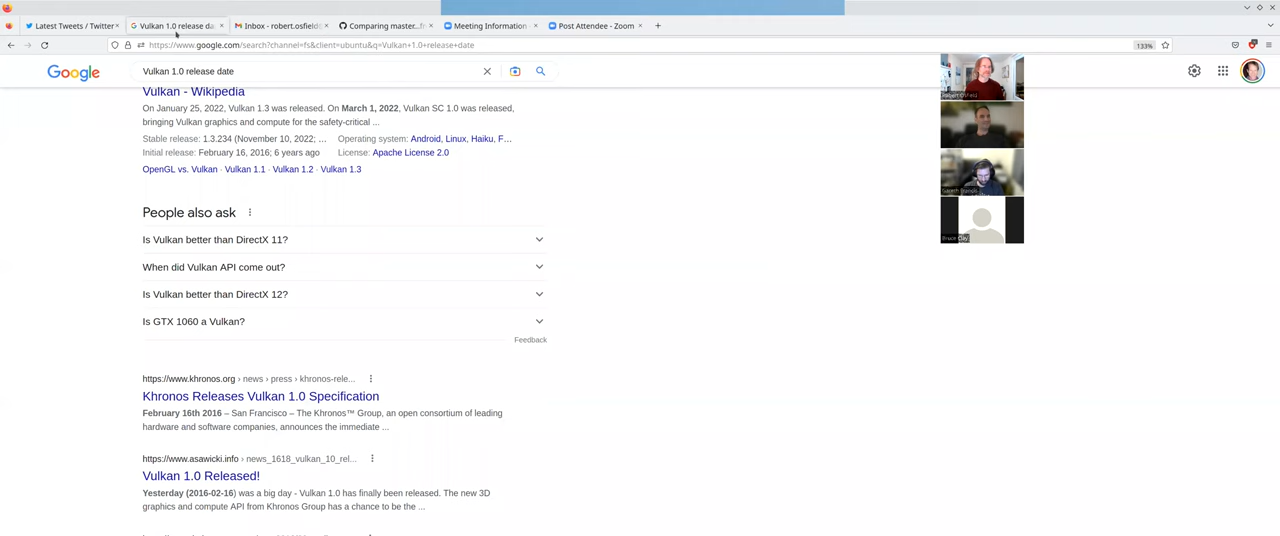 Latest Tweets / Twitter
Vulkan 1.0 release da
Inbox - robert.osfield@
Comparing master...
Meeting Information -
Post Attendee - Zoom
https://www.google.com/search?channel=fs&client=ubuntu&q=Vulkan+1.0+release+date
133%
Google
Vulkan 1.0 release date
Vulkan - Wikipedia
On January 25, 2022, Vulkan 1.3 was released. On March 1, 2022, Vulkan SC 1.0 was released,
bringing Vulkan graphics and compute for the safety-critical ...
Stable release: 1.3.234 (November 10, 2022; ... Operating system: Android, Linux, Haiku, F...
Initial release: February 16, 2016; 6 years ago License: Apache License 2.0
OpenGL vs. Vulkan · Vulkan 1.1 · Vulkan 1.2 · Vulkan 1.3
People also ask
Is Vulkan better than DirectX 11?
When did Vulkan API come out?
Is Vulkan better than DirectX 12?
Is GTX 1060 a Vulkan?
Feedback
https://www.khronos.org › news › press › khronos-rele...
Khronos Releases Vulkan 1.0 Specification
February 16th 2016 – San Francisco – The Khronos™ Group, an open consortium of leading
hardware and software companies, announces the immediate ...
https://www.asawicki.info › news_1618_vulkan_10_rel...
Vulkan 1.0 Released!
Yesterday (2016-02-16) was a big day - Vulkan 1.0 has finally been released. The new 3D
graphics and compute API from Khronos Group has a chance to be the ...
Bruce Clay